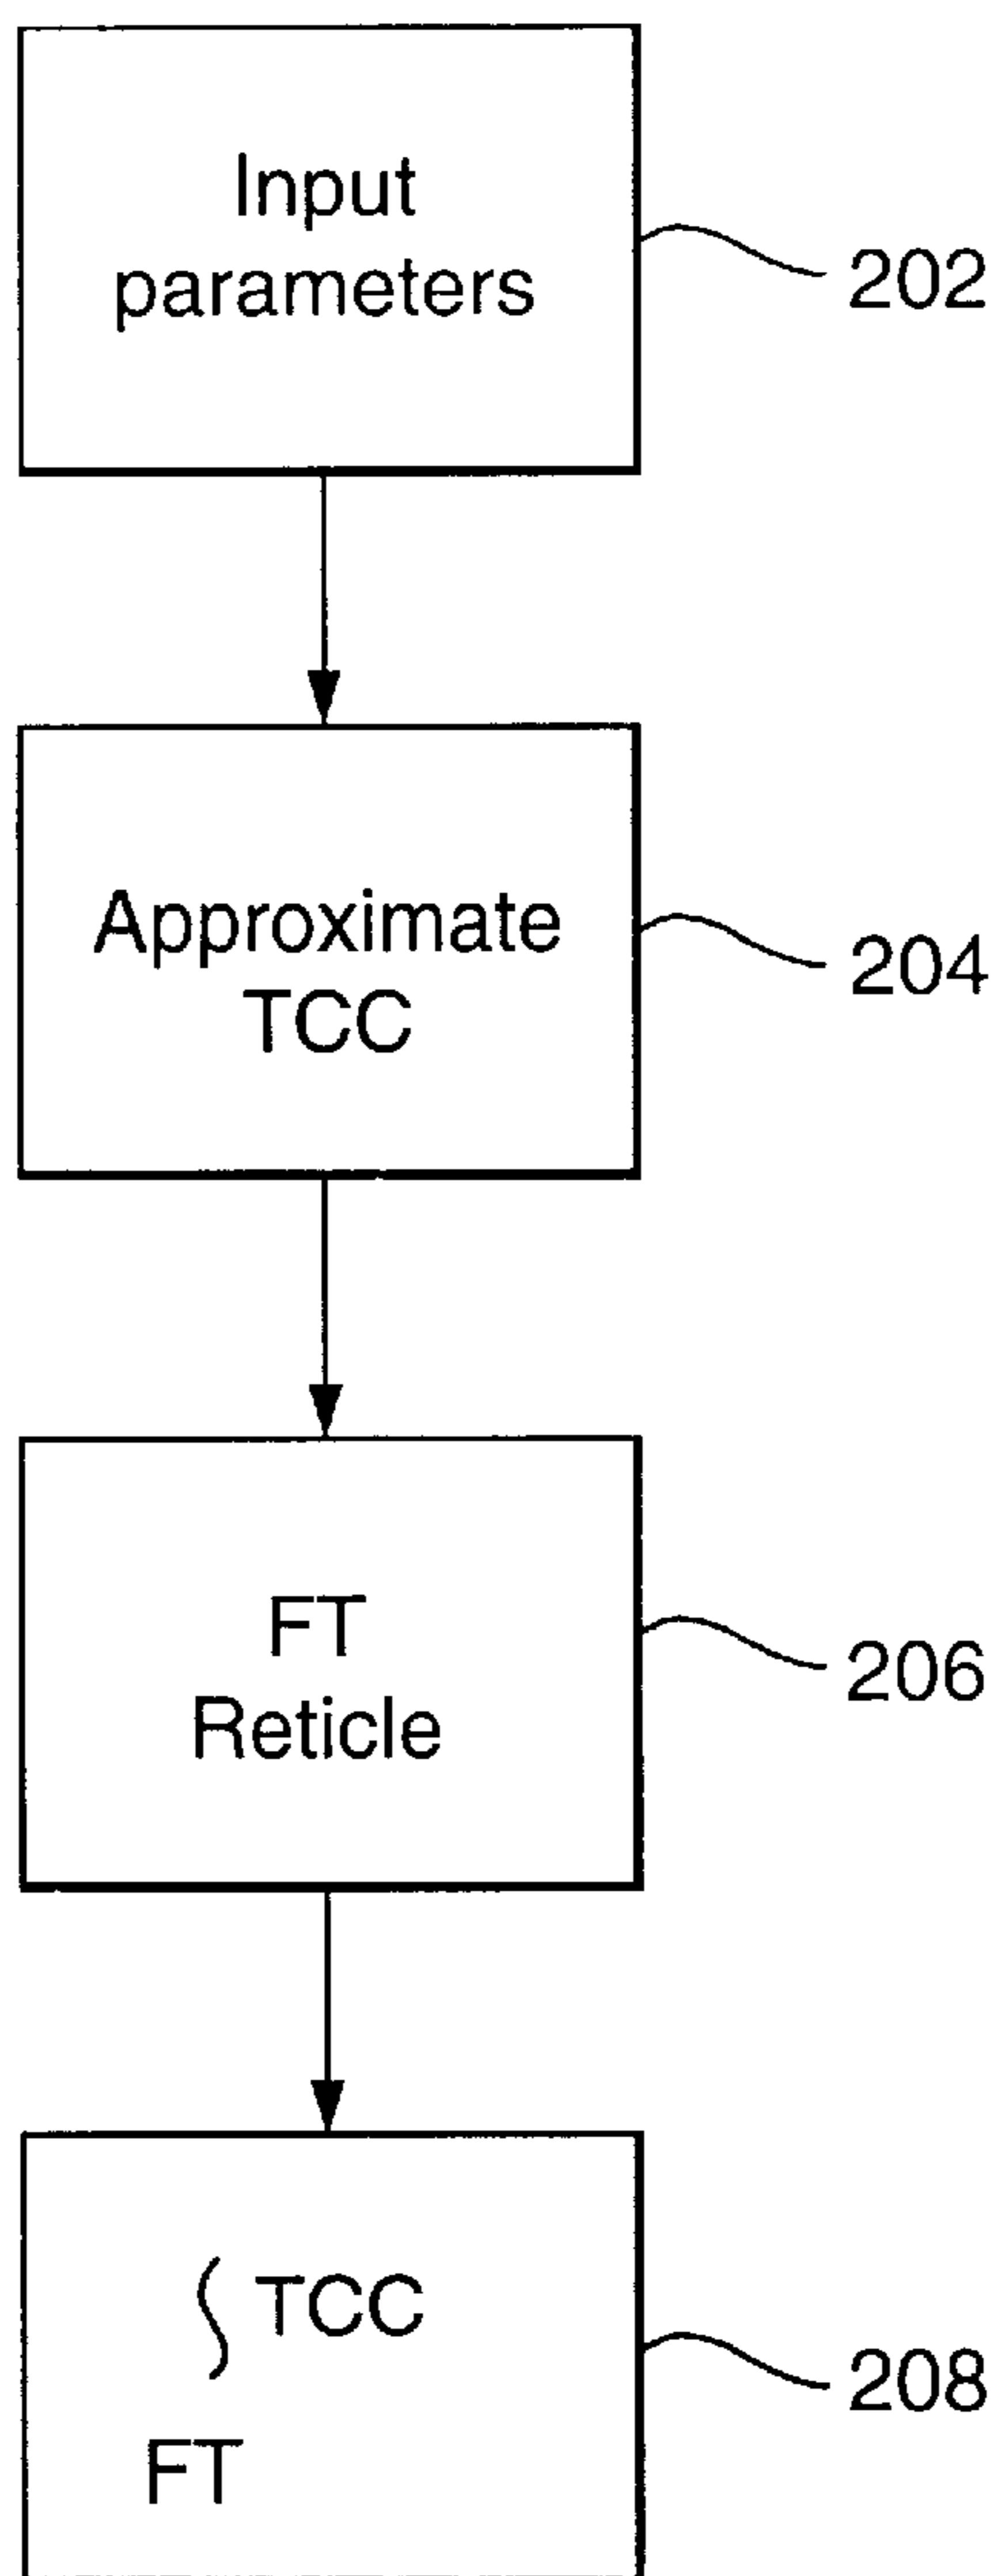 Input
parameters
202
Approximate
TCC
204
FT
Reticle
206
∫ TCC
FT
208